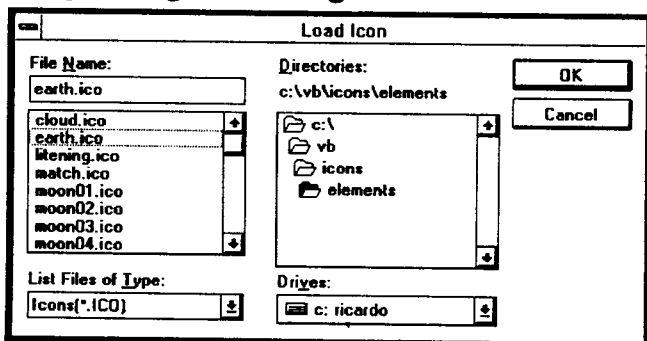 Load Icon
File Name:
earth.ico
cloud.ico
earth.ico
litening.ico
match.ico
moon01.ico
moon02.ico
moon03.ico
moon04.ico
List Files of Type:
Icons(*.ICO)
Directories:
c:\vb\icons\elements
c:\
vb
icons
elements
Drives:
c: ricardo
OK
Cancel